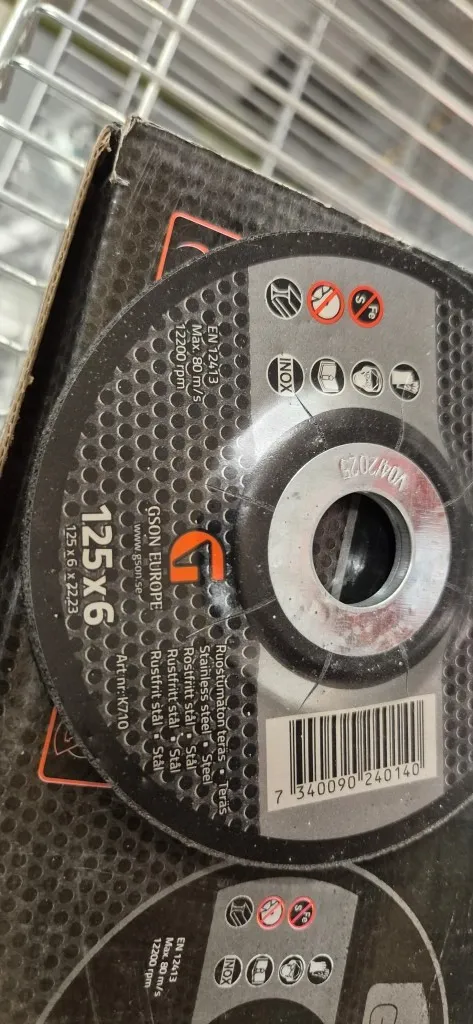 EN 12413
Max. 80 m/s
12200 rpm
Fe
S
INOX
V04/2025
G
GSON EUROPE
www.gson.se
125 x 6
125 x 6 x 22.23
Ruostumaton teräs • Teräs
Stainless steel • Steel
Rostfritt stål • Stål
Rustfritt stål • Stål
Rustfrit stål • Stål
Art nr: K710
7 340090 240140
EN 12413
Max. 80 m/s
12200 rpm
Fe
S
INOX